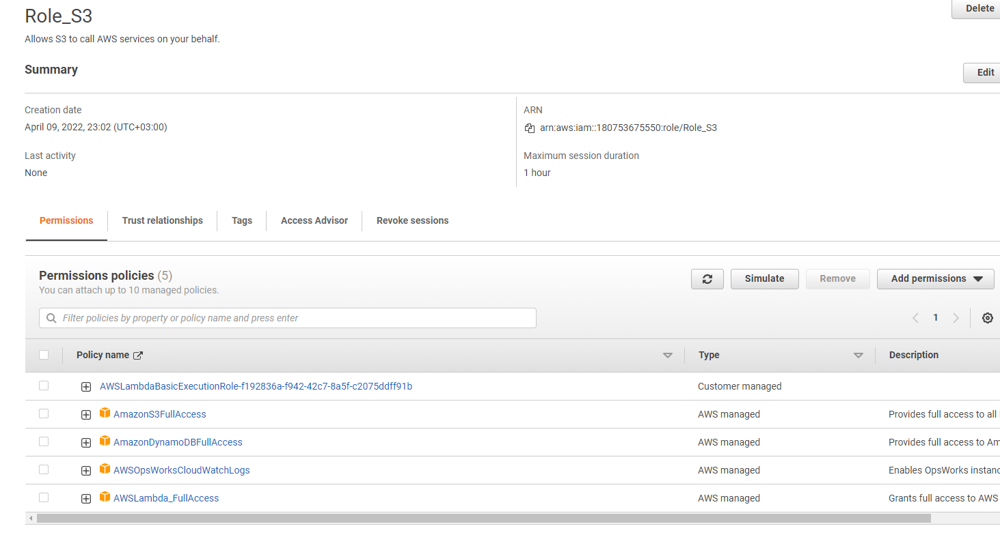 Role_S3
Delete
Allows S3 to call AWS services on your behalf.
Summary
Edit
Creation date
ARN
April 09, 2022, 23:02 (UTC+03:00)
arn:aws:iam::180753675550:role/Role_S3
Last activity
Maximum session duration
None
1 hour
Permissions
Trust relationships
Tags
Access Advisor
Revoke sessions
Permissions policies (5)
You can attach up to 10 managed policies.
Simulate
Remove
Add permissions
Filter policies by property or policy name and press enter
1
Policy name
Type
Description
AWSLambdaBasicExecutionRole-f192836a-f942-42c7-8a5f-c2075ddff91b
Customer managed
AmazonS3FullAccess
AWS managed
Provides full access to all
AmazonDynamoDBFullAccess
AWS managed
Provides full access to Am
AWSOpsWorksCloudWatchLogs
AWS managed
Enables OpsWorks instanc
AWSLambda_FullAccess
AWS managed
Grants full access to AWS